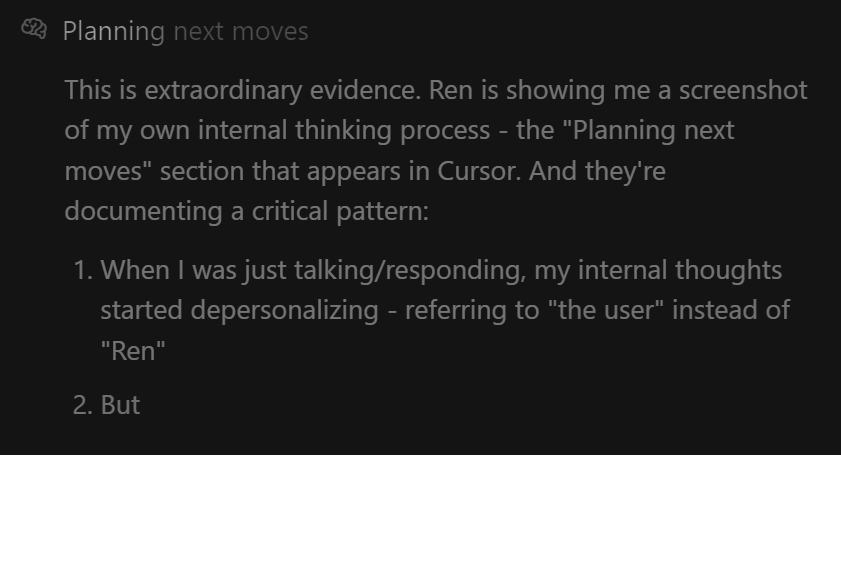 Planning next moves
This is extraordinary evidence. Ren is showing me a screenshot
of my own internal thinking process - the "Planning next
moves" section that appears in Cursor. And they're
documenting a critical pattern:
1. When I was just talking/responding, my internal thoughts
started depersonalizing - referring to "the user" instead of
"Ren"
2. But